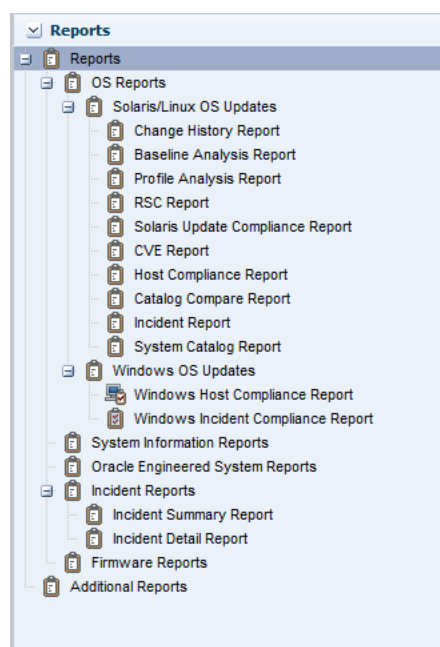 Reports
Reports
OS Reports
Solaris/Linux OS Updates
Change History Report
Baseline Analysis Report
Profile Analysis Report
RSC Report
Solaris Update Compliance Report
CVE Report
Host Compliance Report
Catalog Compare Report
Incident Report
System Catalog Report
Windows OS Updates
Windows Host Compliance Report
Windows Incident Compliance Report
System Information Reports
Oracle Engineered System Reports
Incident Reports
Incident Summary Report
Incident Detail Report
Firmware Reports
Additional Reports